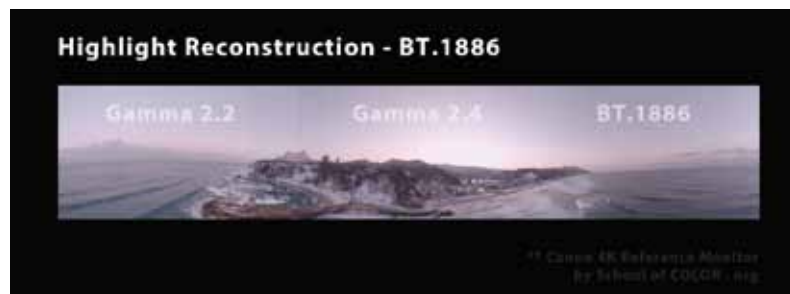 Highlight Reconstruction - BT.1886
Gamma 2.2 Gamma 2.4 BT.1886
** Canon 4K Reference Monitor
by School of COLOR . org